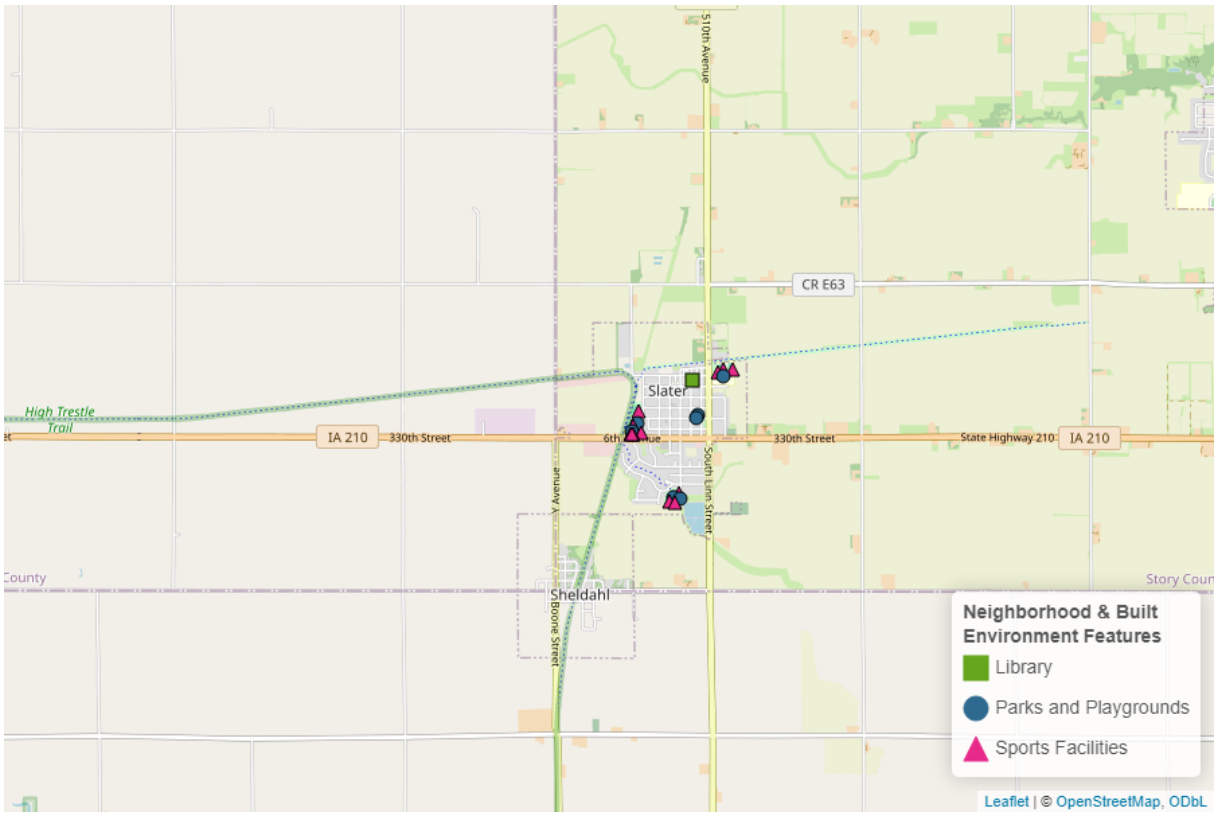 510th Avenue
CR E63
Slater
High Trestle
Trail
IA 210
330th Street
6th
nue
330th Street
State Highway 210
IA 210
Y Avenue
South Linn Street
County
Story Coun
Sheldahl
Boone Street
Neighborhood & Built
Environment Features
Library
Parks and Playgrounds
Sports Facilities
Leaflet | © OpenStreetMap, ODbL